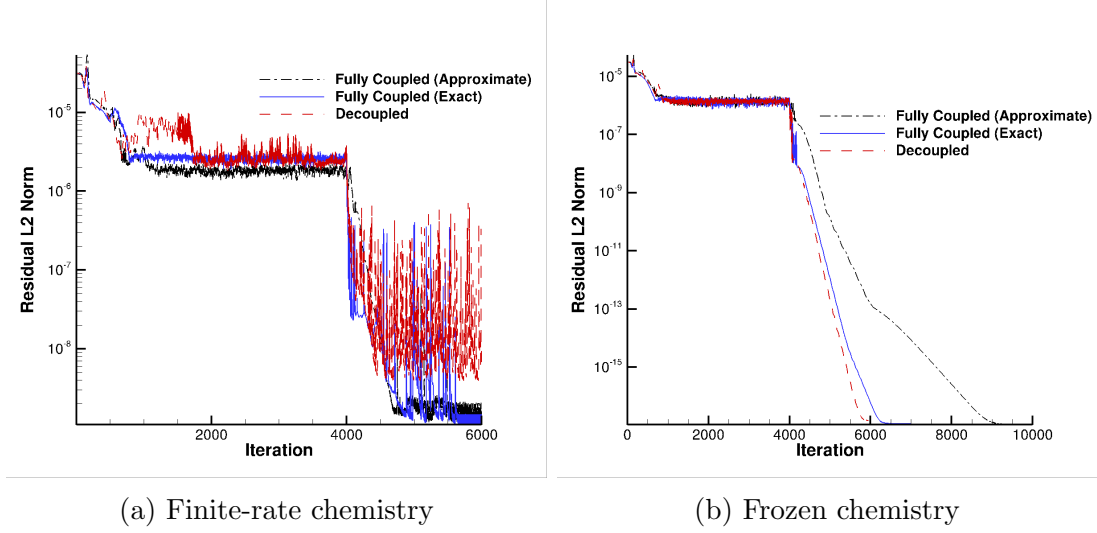 Fully Coupled (Approximate)
Fully Coupled (Exact)
Decoupled
Residual L2 Norm
10^-5
10^-6
10^-7
10^-8
2000
4000
6000
Iteration
(a) Finite-rate chemistry
Fully Coupled (Approximate)
Fully Coupled (Exact)
Decoupled
Residual L2 Norm
10^-5
10^-7
10^-9
10^-11
10^-13
10^-15
0
2000
4000
6000
8000
10000
Iteration
(b) Frozen chemistry